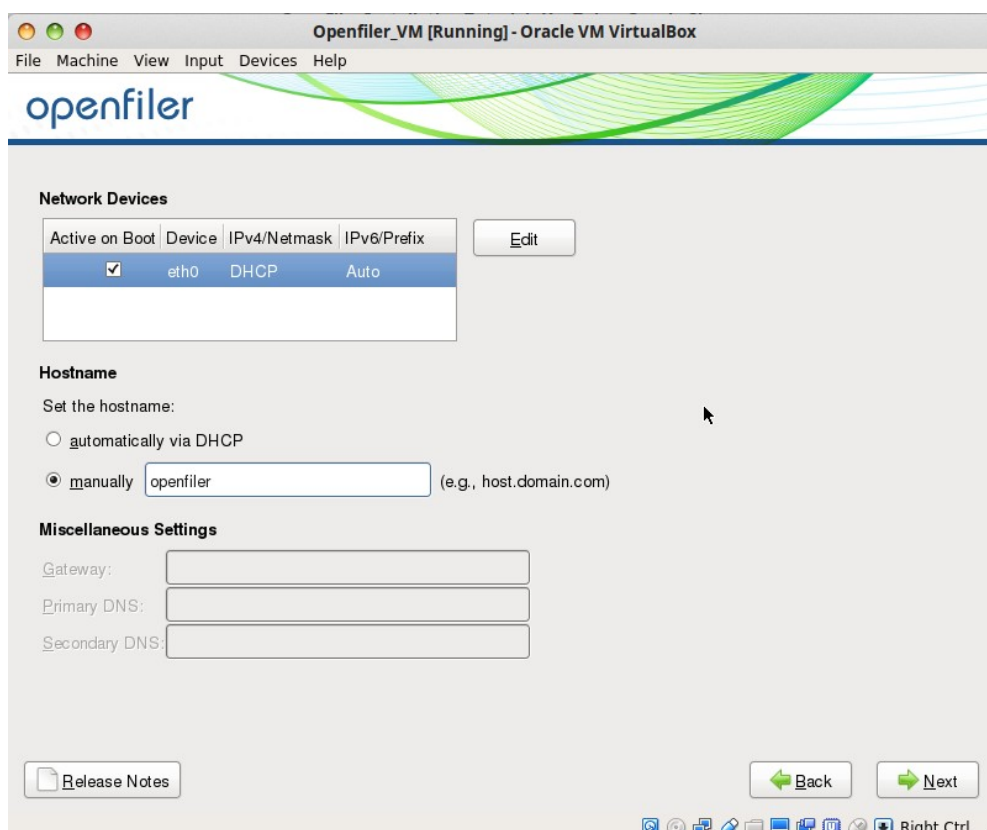 Openfiler_VM [Running] - Oracle VM VirtualBox
File Machine View Input Devices Help
openfiler
Network Devices
Active on Boot Device IPv4/Netmask IPv6/Prefix
eth0 DHCP Auto
Edit
Hostname
Set the hostname:
automatically via DHCP
manually openfiler (e.g., host.domain.com)
Miscellaneous Settings
Gateway:
Primary DNS:
Secondary DNS:
Release Notes
Back
Next
Right Ctrl